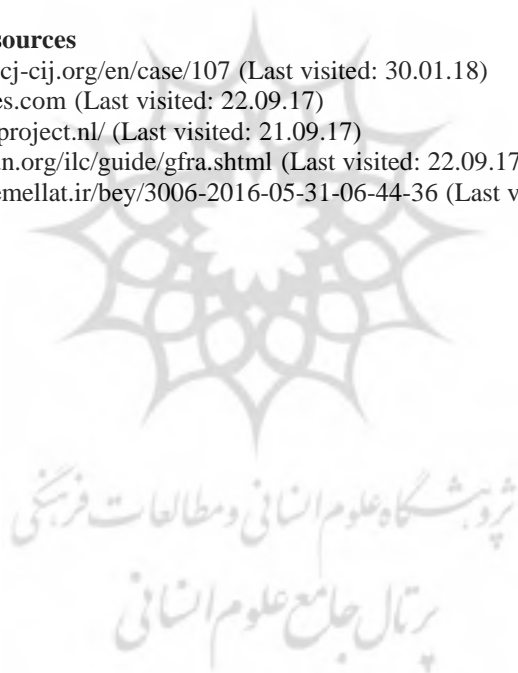 ources
cj-cij.org/en/case/107 (Last visited: 30.01.18)
es.com (Last visited: 22.09.17)
project.nl/ (Last visited: 21.09.17)
n.org/ilc/guide/gfra.shtml (Last visited: 22.09.17
emellat.ir/bey/3006-2016-05-31-06-44-36 (Last v
پژوهشگاه علوم انسانی و مطالعات فرهنگی
پرتال جامع علوم انسانی